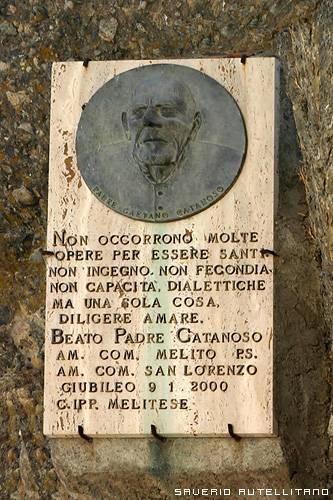 PADRE GAETANO CATANOSO
NON OCCORRONO MOLTE
OPERE PER ESSERE SANTI
NON INGEGNO, NON FECONDIA
NON CAPACITA, DIALETTICHE
MA UNA SOLA COSA,
DILIGERE AMARE.
BEATO PADRE CATANOSO
AM. COM. MELITO P.S.
AM. COM. SAN LORENZO
GIUBILEO 9 1 2000
C.IPP. MELITESE
SAVERIO AUTELLITANO